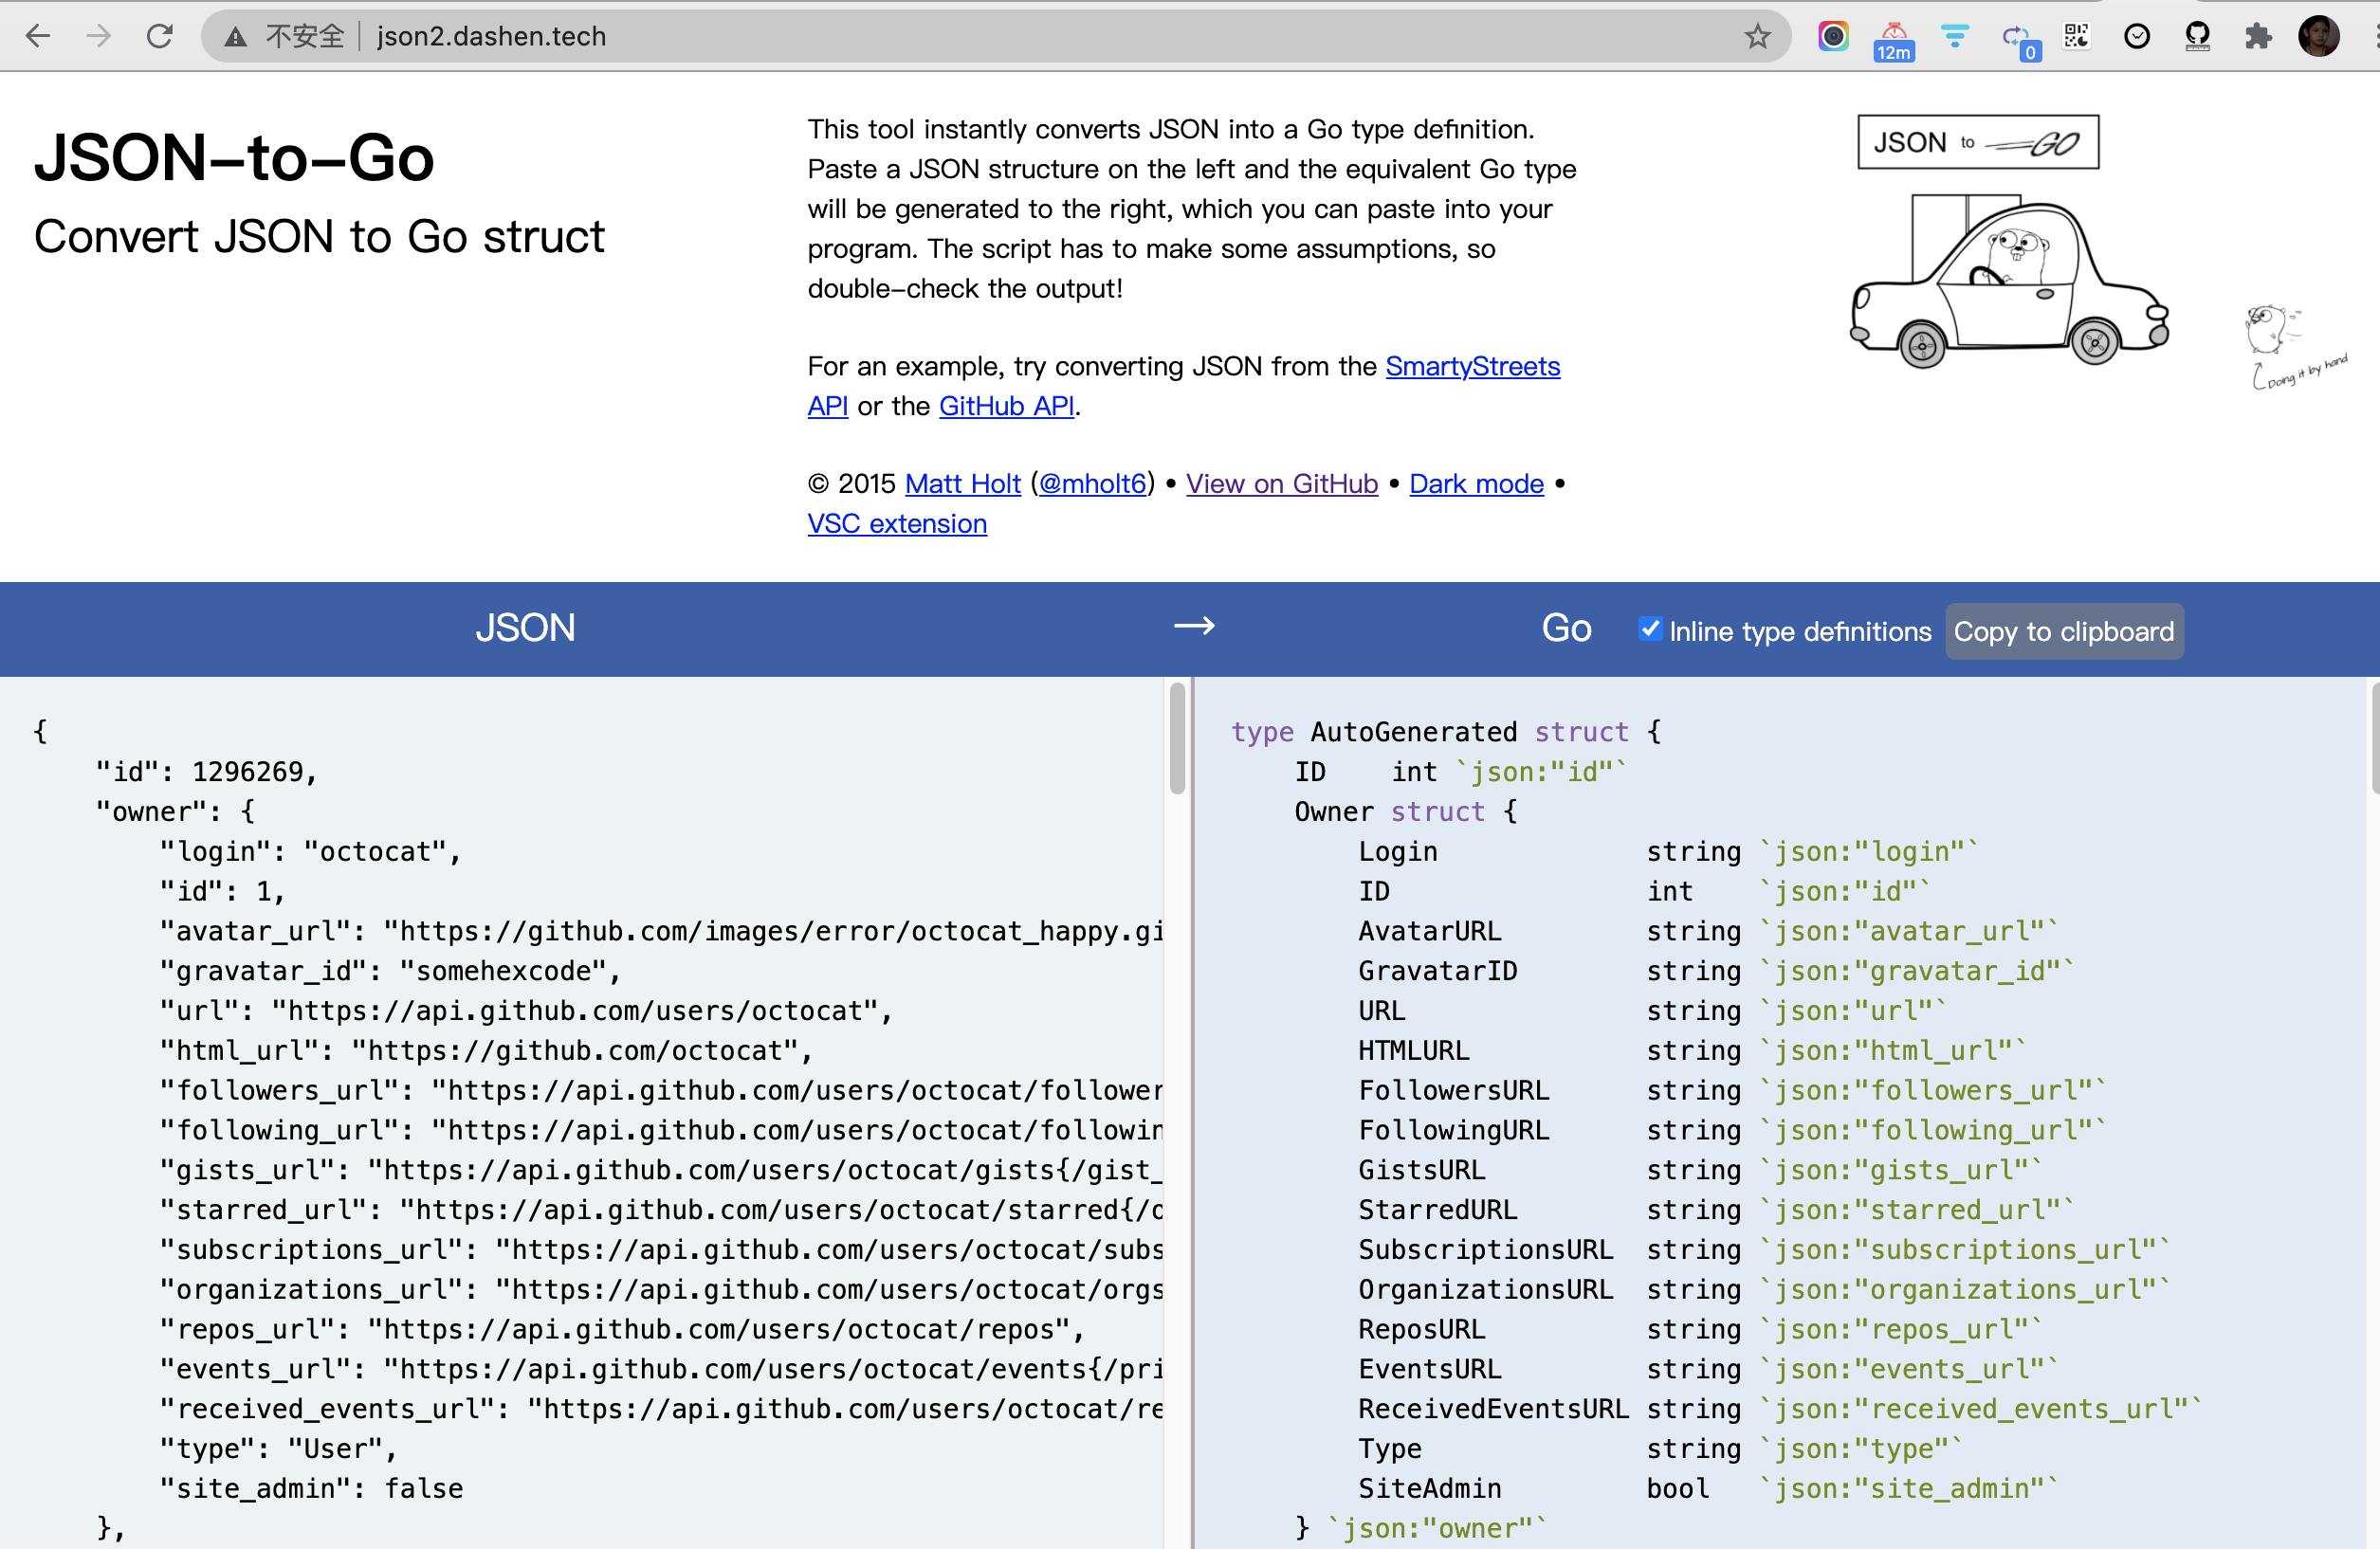 不安全 json2.dashen.tech
12m
0
JSON-to-Go
Convert JSON to Go struct
This tool instantly converts JSON into a Go type definition.
Paste a JSON structure on the left and the equivalent Go type
will be generated to the right, which you can paste into your
program. The script has to make some assumptions, so
double-check the output!
For an example, try converting JSON from the SmartyStreets
API or the GitHub API.
© 2015 Matt Holt (@mholt6) • View on GitHub • Dark mode •
VSC extension
JSON to GO
Doing it by hand
JSON → Go Inline type definitions Copy to clipboard
{
"id": 1296269,
"owner": {
"login": "octocat",
"id": 1,
"avatar_url": "https://github.com/images/error/octocat_happy.gi
"gravatar_id": "somehexcode",
"url": "https://api.github.com/users/octocat",
"html_url": "https://github.com/octocat",
"followers_url": "https://api.github.com/users/octocat/follower
"following_url": "https://api.github.com/users/octocat/followin
"gists_url": "https://api.github.com/users/octocat/gists{/gist_
"starred_url": "https://api.github.com/users/octocat/starred{/o
"subscriptions_url": "https://api.github.com/users/octocat/subs
"organizations_url": "https://api.github.com/users/octocat/orgs
"repos_url": "https://api.github.com/users/octocat/repos",
"events_url": "https://api.github.com/users/octocat/events{/pri
"received_events_url": "https://api.github.com/users/octocat/re
"type": "User",
"site_admin": false
},
type AutoGenerated struct {
ID int `json:"id"`
Owner struct {
Login string `json:"login"`
ID int `json:"id"`
AvatarURL string `json:"avatar_url"`
GravatarID string `json:"gravatar_id"`
URL string `json:"url"`
HTMLURL string `json:"html_url"`
FollowersURL string `json:"followers_url"`
FollowingURL string `json:"following_url"`
GistsURL string `json:"gists_url"`
StarredURL string `json:"starred_url"`
SubscriptionsURL string `json:"subscriptions_url"`
OrganizationsURL string `json:"organizations_url"`
ReposURL string `json:"repos_url"`
EventsURL string `json:"events_url"`
ReceivedEventsURL string `json:"received_events_url"`
Type string `json:"type"`
SiteAdmin bool `json:"site_admin"`
} `json:"owner"`